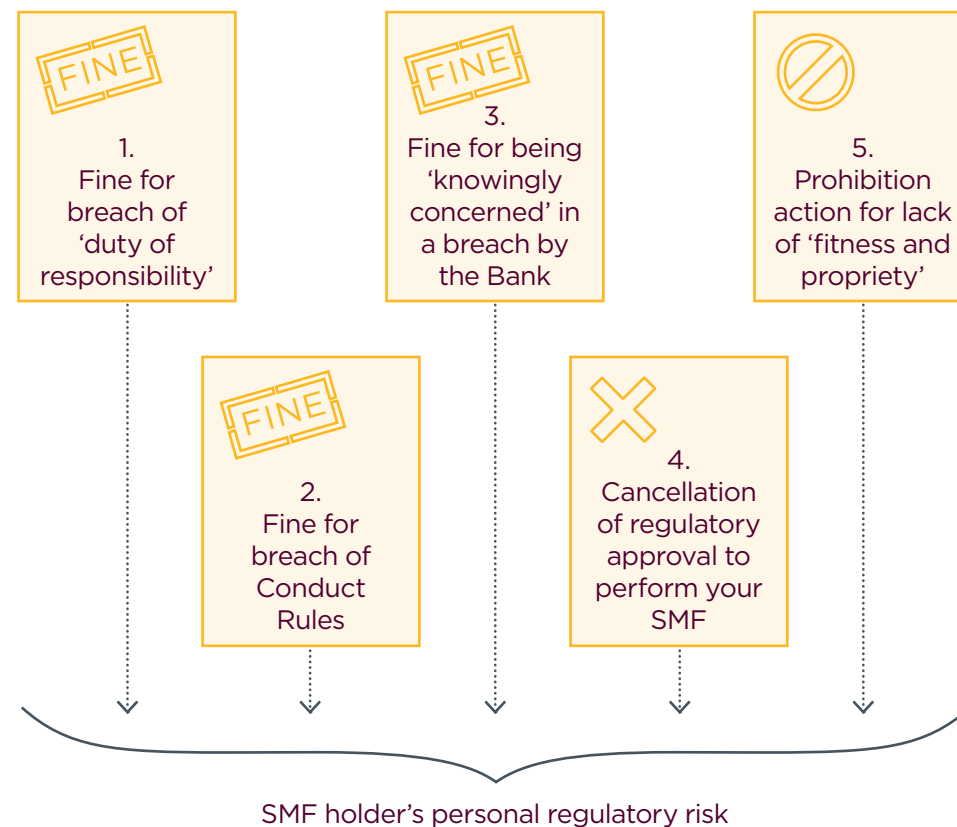 FINE
1.
Fine for
breach of
‘duty of
responsibility’
FINE
2.
Fine for
breach of
Conduct
Rules
FINE
3.
Fine for being
‘knowingly
concerned’ in
a breach by
the Bank
4.
Cancellation
of regulatory
approval to
perform your
SMF
5.
Prohibition
action for lack
of ‘fitness and
propriety’
SMF holder’s personal regulatory risk